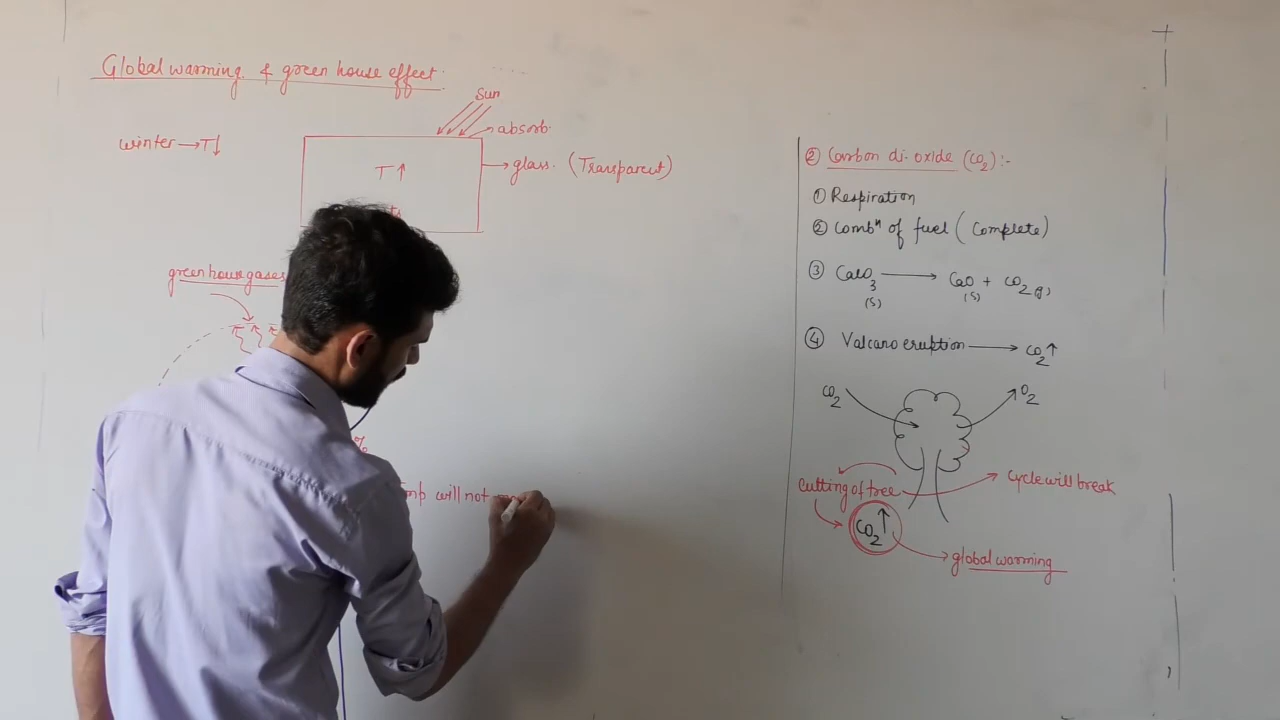 Global warming & green house effect:
Sun
absorb.
winter → T↓
T ↑
glass. (Transparent)
green house gases
%
will not
② Carbon di-oxide (CO2) :-
① Respiration
② Combⁿ of fuel (Complete)
③ CaCO3 (s) → CaO (s) + CO2 (g)
④ Valcano eruption → CO2↑
CO2
O2
Cutting of tree
Cycle will break
CO2↑
global warming